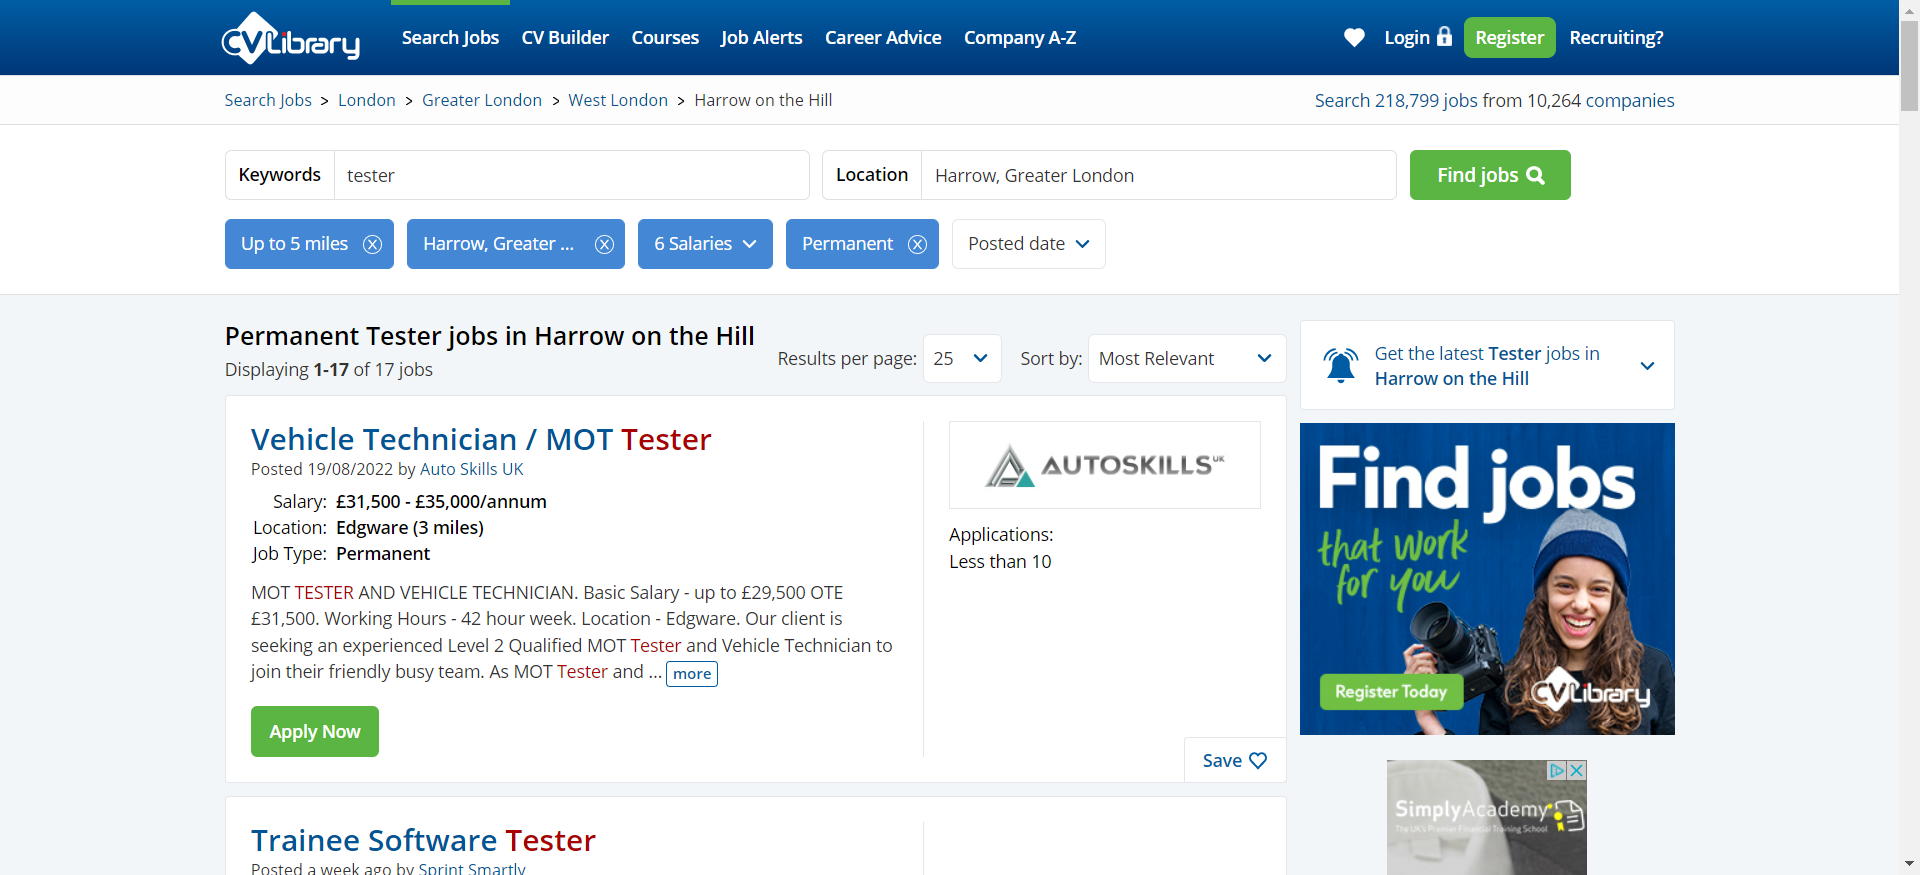 CVLibrary
Search Jobs CV Builder Courses Job Alerts Career Advice Company A-Z Login Register Recruiting?
Search Jobs > London > Greater London > West London > Harrow on the Hill
Search 218,799 jobs from 10,264 companies
Keywords tester
Location Harrow, Greater London
Find jobs
Up to 5 miles Harrow, Greater ... 6 Salaries Permanent Posted date
Permanent Tester jobs in Harrow on the Hill
Displaying 1-17 of 17 jobs
Results per page: 25 Sort by: Most Relevant
Vehicle Technician / MOT Tester
Posted 19/08/2022 by Auto Skills UK
Salary: £31,500 - £35,000/annum
Location: Edgware (3 miles)
Job Type: Permanent
MOT TESTER AND VEHICLE TECHNICIAN. Basic Salary - up to £29,500 OTE
£31,500. Working Hours - 42 hour week. Location - Edgware. Our client is
seeking an experienced Level 2 Qualified MOT Tester and Vehicle Technician to
join their friendly busy team. As MOT Tester and ... more
Apply Now
AUTOSKILLS UK
Applications:
Less than 10
Save
Trainee Software Tester
Posted a week ago by Sprint Smartly
Get the latest Tester jobs in
Harrow on the Hill
Find jobs
that work
for you
Register Today
CVLibrary
SimplyAcademy
The UK's Premier Financial Training School